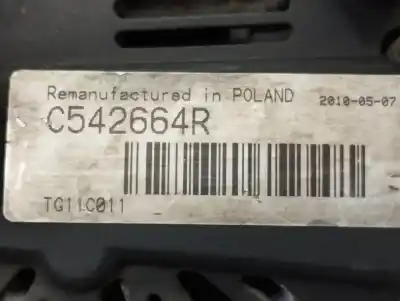 Remanufactured in POLAND 2010-05-07
C542664R
TG11C011